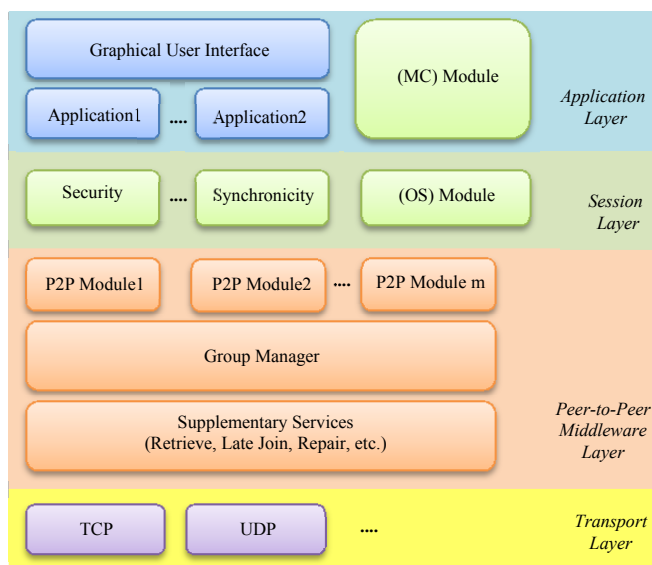 Graphical User Interface
(MC) Module
Application1
....
Application2
Application
Layer
Security
....
Synchronicity
(OS) Module
Session
Layer
P2P Module1
P2P Module2
....
P2P Module m
Group Manager
Supplementary Services
(Retrieve, Late Join, Repair, etc.)
Peer-to-Peer
Middleware
Layer
TCP
UDP
....
Transport
Layer